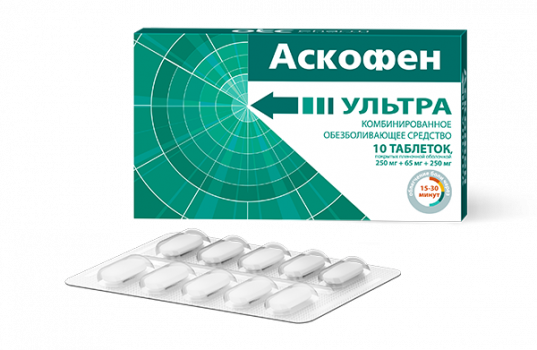 Аскофен
УЛЬТРА
КОМБИНИРОВАННОЕ
ОБЕЗБОЛИВАЮЩЕЕ СРЕДСТВО
10 ТАБЛЕТОК,
покрытых пленочной оболочкой
250 мг + 65 мг + 250 мг
15-30
минут